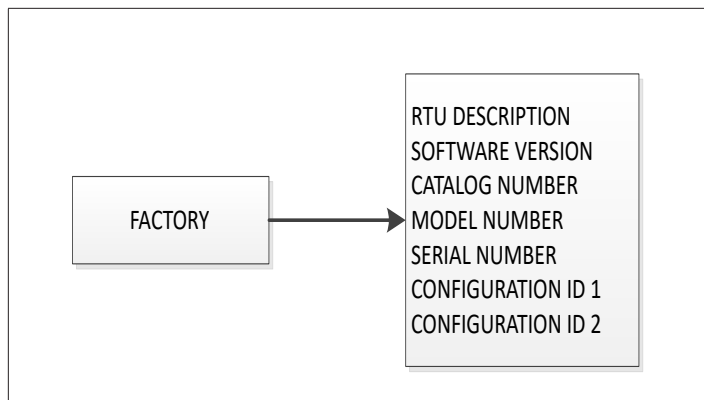 FACTORY
RTU DESCRIPTION
SOFTWARE VERSION
CATALOG NUMBER
MODEL NUMBER
SERIAL NUMBER
CONFIGURATION ID 1
CONFIGURATION ID 2